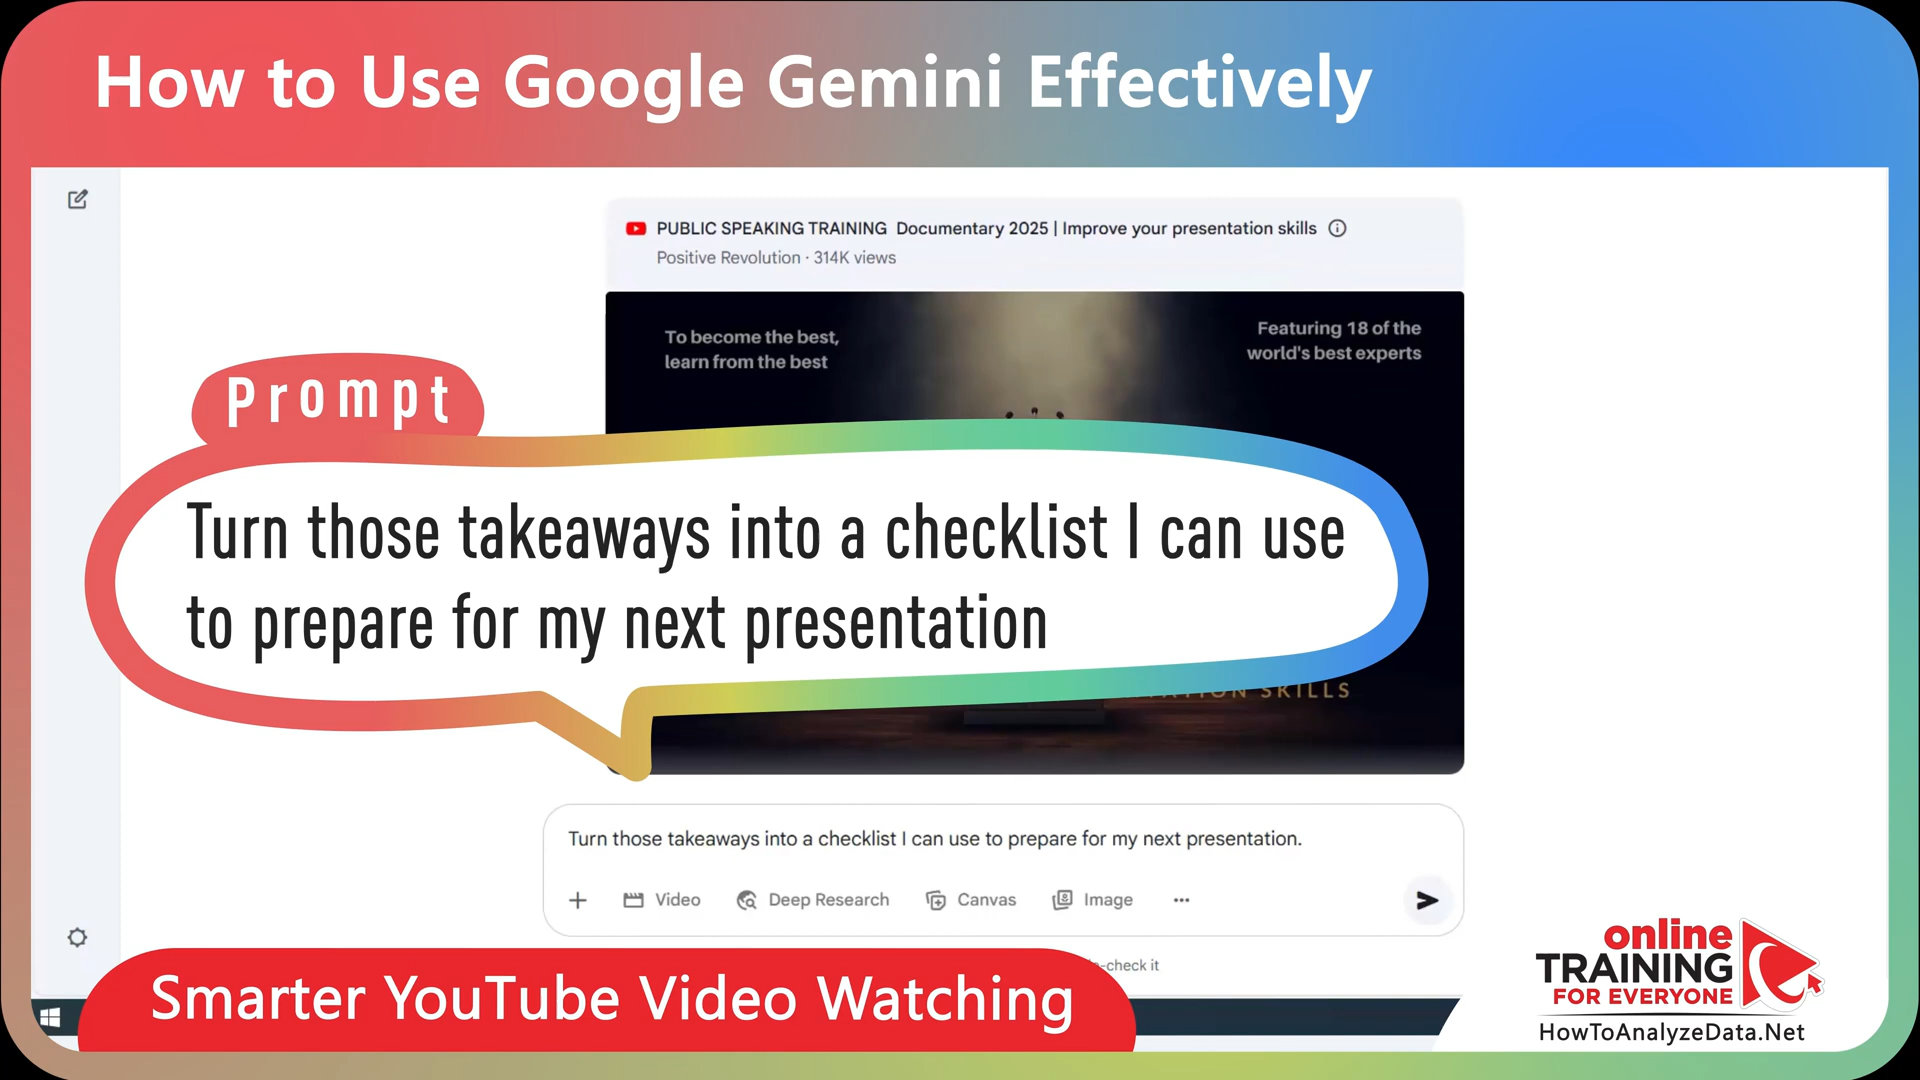 How to Use Google Gemini Effectively
PUBLIC SPEAKING TRAINING Documentary 2025 | Improve your presentation skills
Positive Revolution · 314K views
To become the best,
learn from the best
Featuring 18 of the
world's best experts
Prompt
Turn those takeaways into a checklist I can use
to prepare for my next presentation
SKILLS
Turn those takeaways into a checklist I can use to prepare for my next presentation.
Video Deep Research Canvas Image
check it
Smarter YouTube Video Watching
online
TRAINING
FOR EVERYONE
HowToAnalyzeData.Net